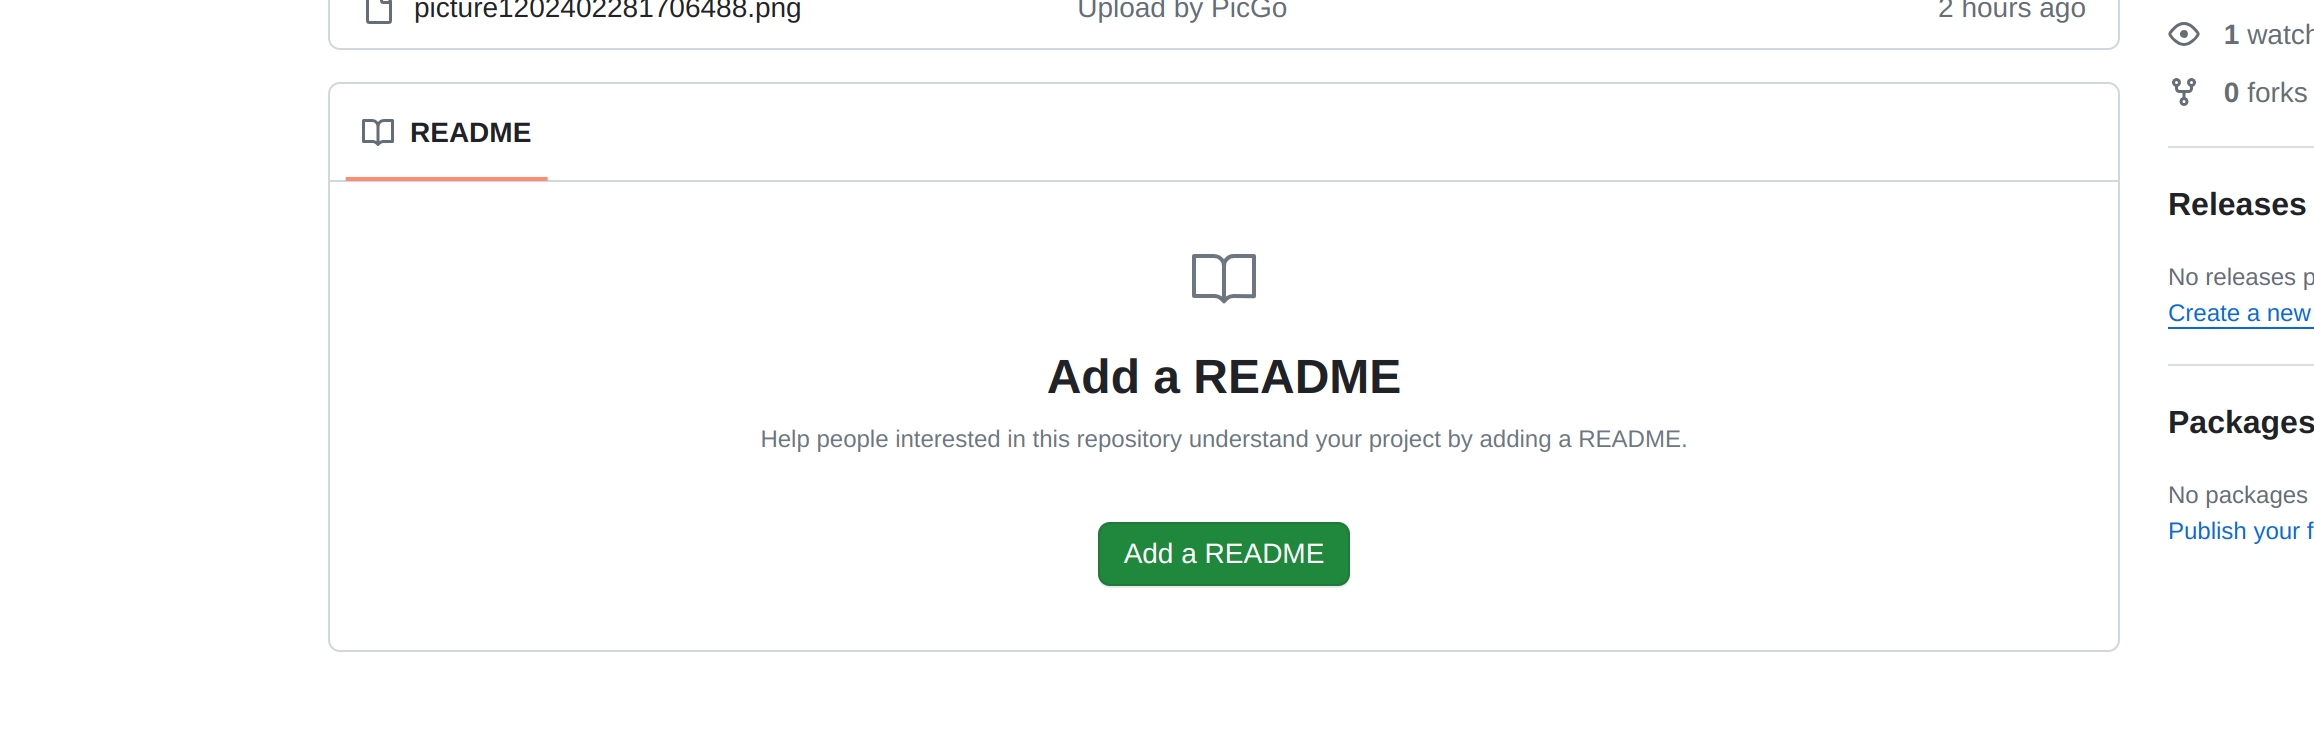 picture1202402281706488.png Upload by PicGo 2 hours ago
README
Add a README
Help people interested in this repository understand your project by adding a README.
Add a README
1 watch
0 forks
Releases
No releases p
Create a new
Packages
No packages
Publish your f